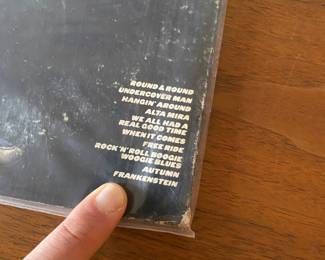 ROUND & ROUND
UNDERCOVER MAN
HANGIN' AROUND
ALTA MIRA
WE ALL HAD A
REAL GOOD TIME
WHEN IT COMES
FREE RIDE
ROCK 'N' ROLL BOOGIE
WOOGIE BLUES
AUTUMN
FRANKENSTEIN